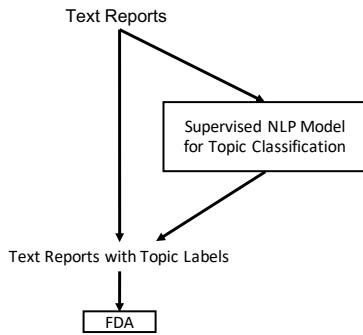 Text Reports
Supervised NLP Model
for Topic Classification
Text Reports with Topic Labels
FDA